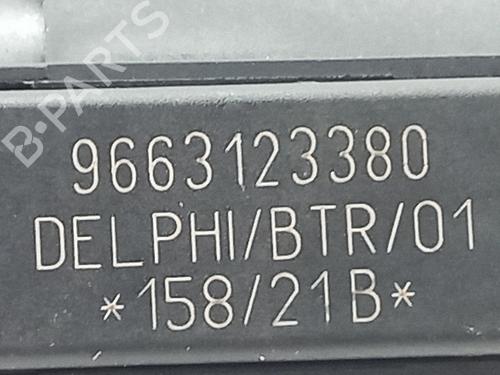 B-PARTS
9663123380
DELPHI/BTR/01
*158/21B*